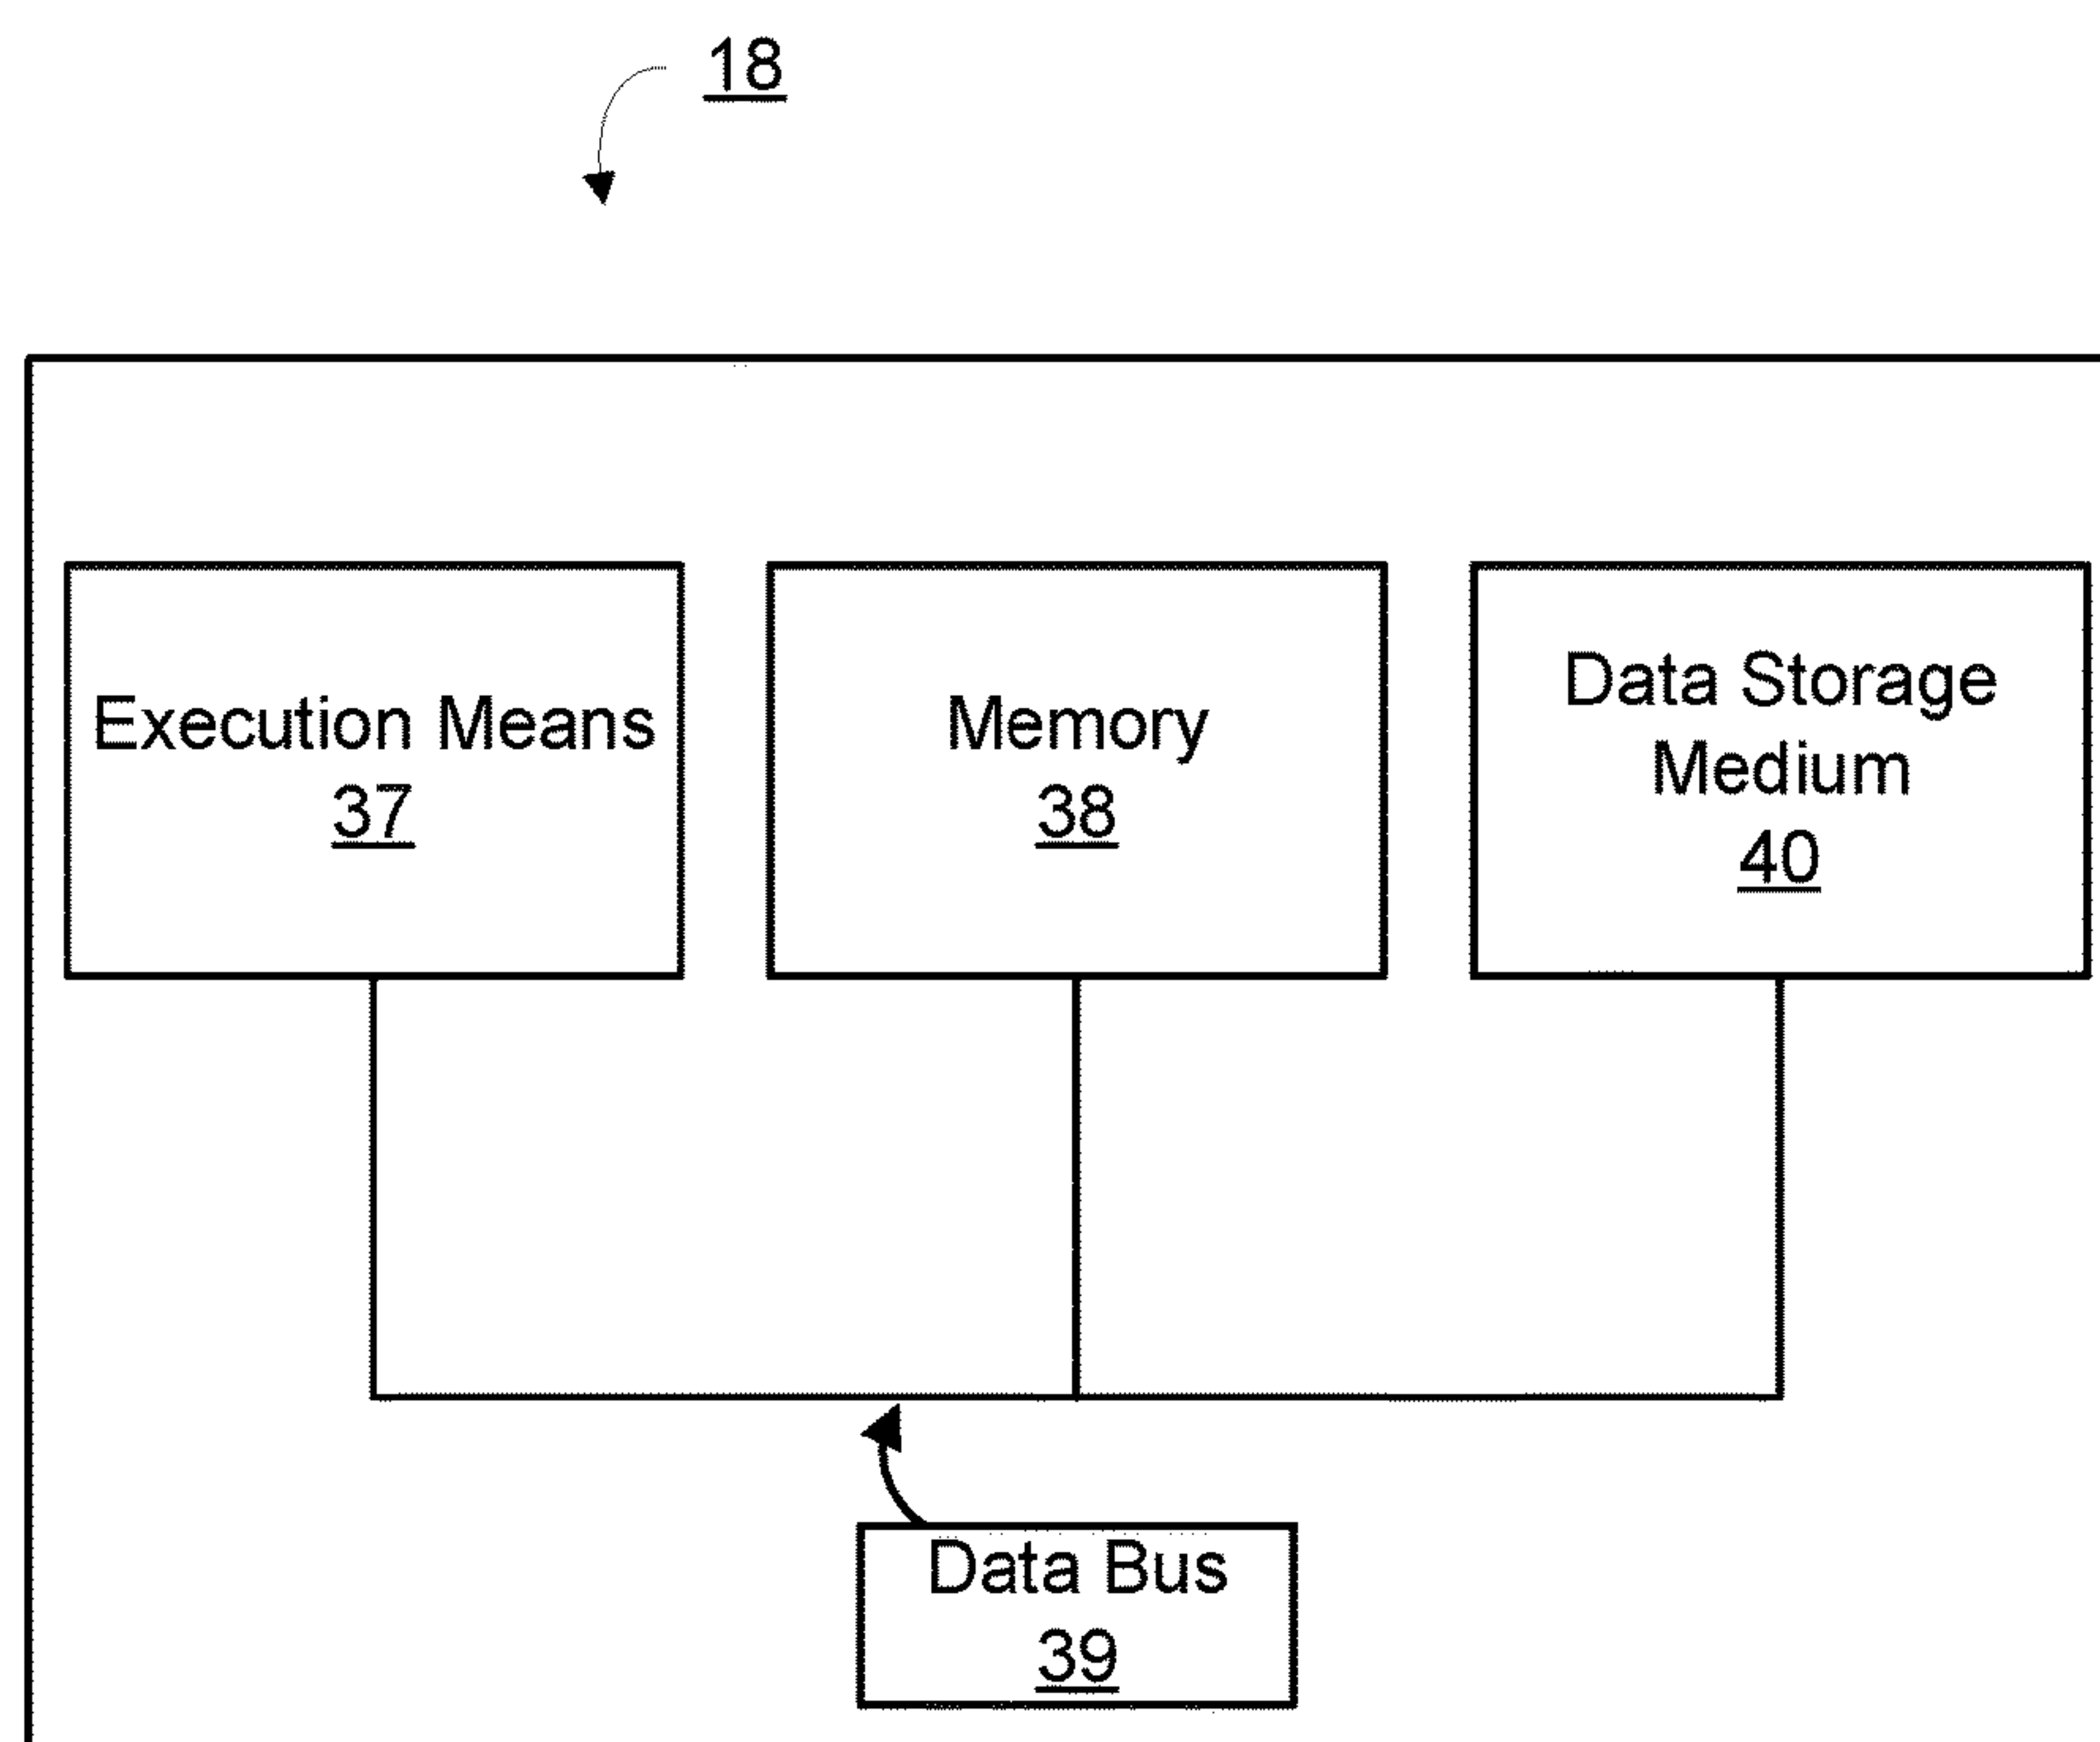 18
Execution Means
37
Memory
38
Data Storage
Medium
40
Data Bus
39